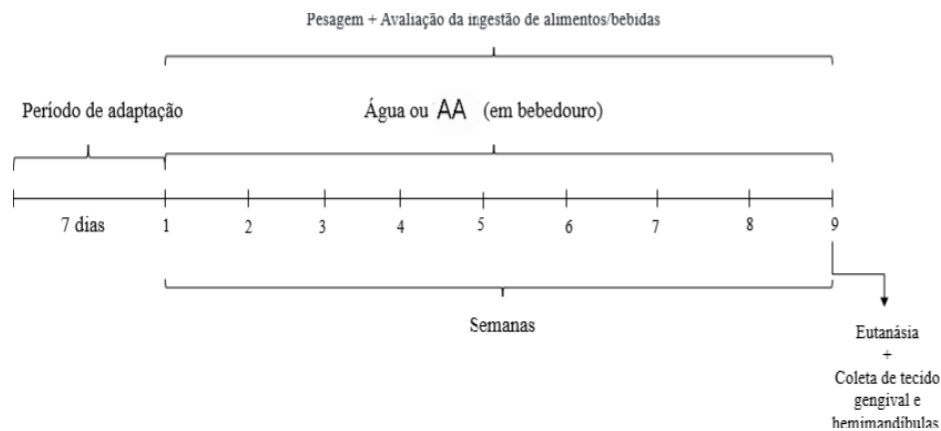 Pesagem + Avaliação da ingestão de alimentos/bebidas
Período de adaptação
Água ou AA (em bebedouro)
7 dias 1 2 3 4 5 6 7 8 9
Semanas
Eutanásia
+
Coleta de tecido
gengival e
hemimandíbulas